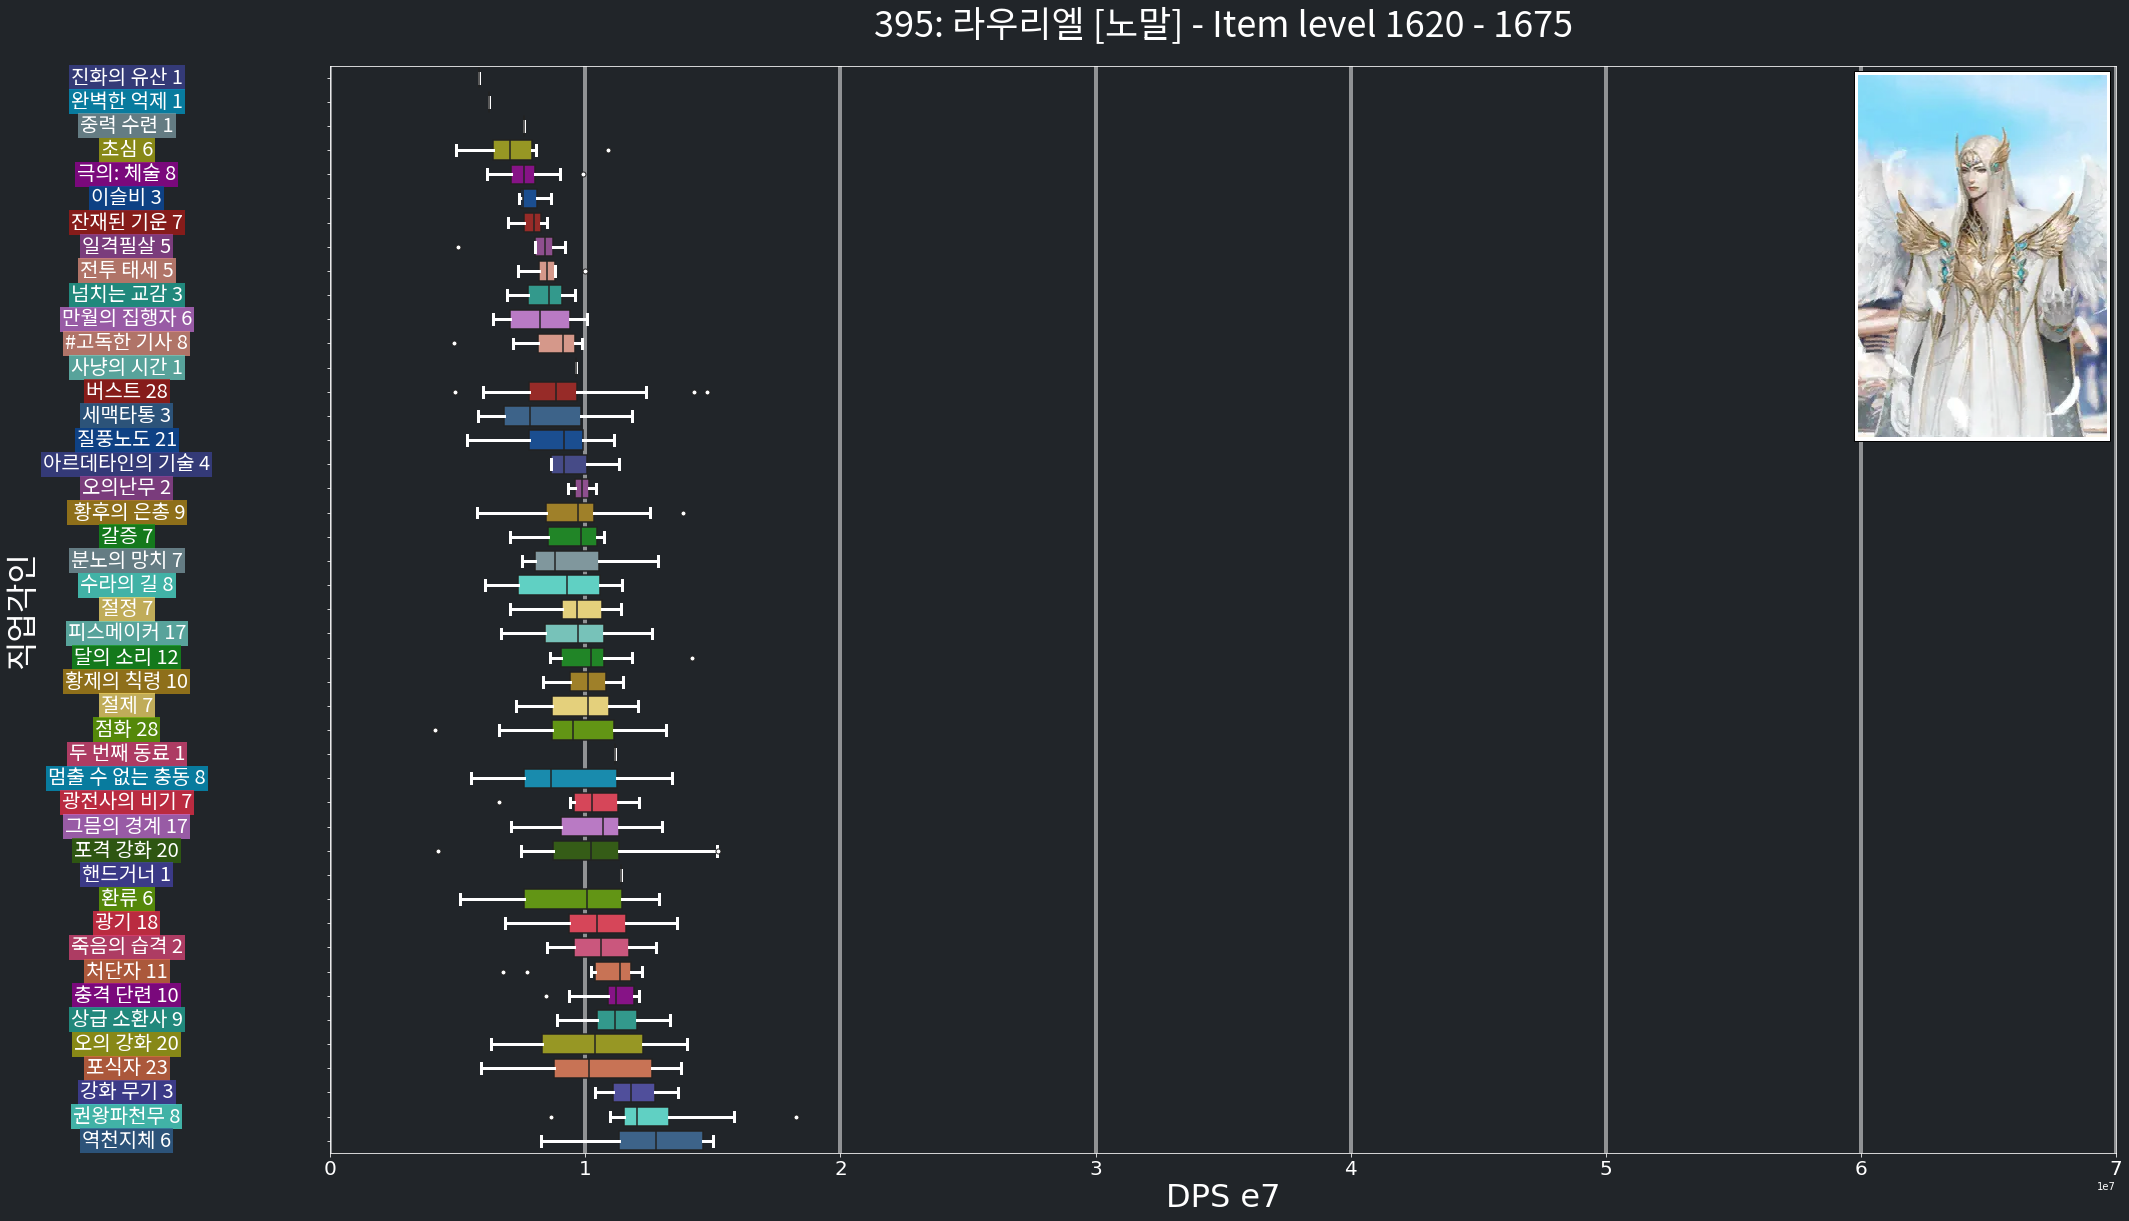 395: 라우리엘 [노말] - Item level 1620 - 1675
진화의 유산 1
완벽한 억제 1
중력 수련 1
초심 6
극의: 체술 8
이슬비 3
잔재된 기운 7
일격필살 5
전투 태세 5
넘치는 교감 3
만월의 집행자 6
#고독한 기사 8
사냥의 시간 1
버스트 28
세맥타통 3
질풍노도 21
아르데타인의 기술 4
오의난무 2
황후의 은총 9
갈증 7
분노의 망치 7
수라의 길 8
절정 7
피스메이커 17
달의 소리 12
황제의 칙령 10
절제 7
점화 28
두 번째 동료 1
멈출 수 없는 충동 8
광전사의 비기 7
그믐의 경계 17
포격 강화 20
핸드거너 1
환류 6
광기 18
죽음의 습격 2
처단자 11
충격 단련 10
상급 소환사 9
오의 강화 20
포식자 23
강화 무기 3
권왕파천무 8
역천지체 6
직업각인
0 1 2 3 4 5 6 7
1e7
DPS e7